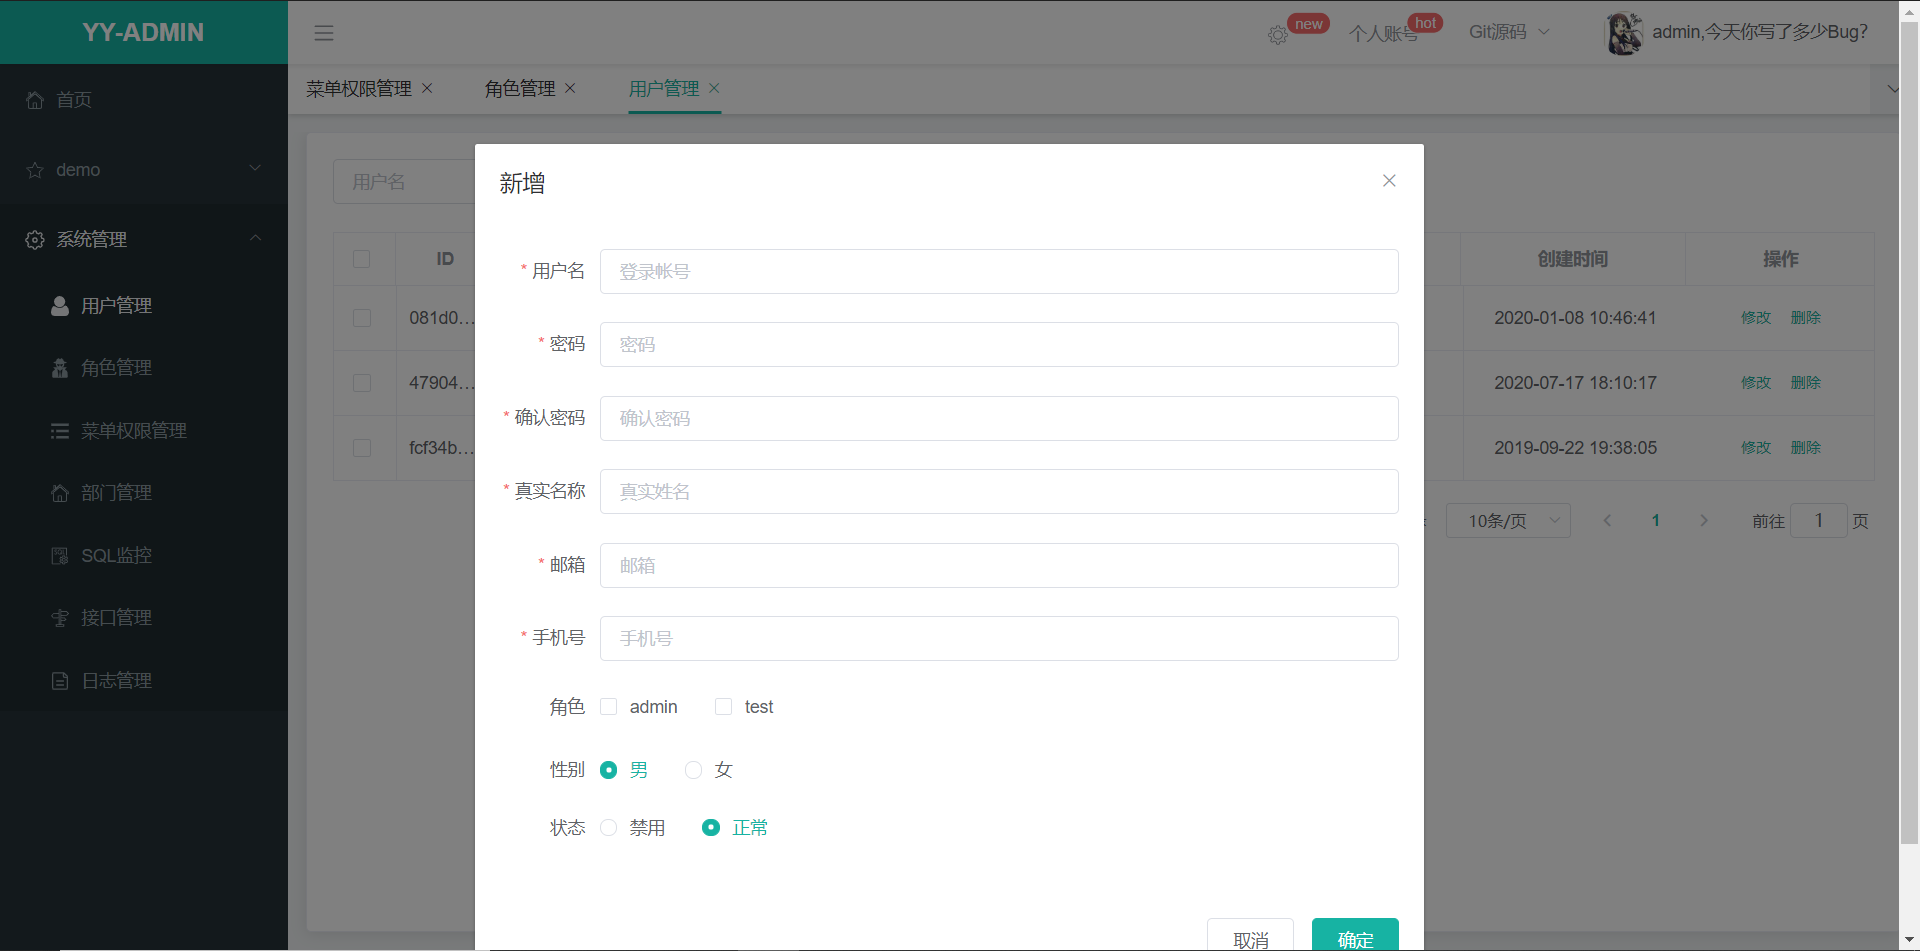 YY-ADMIN
new
个人账号
hot
Git源码
admin,今天你写了多少Bug?
首页
demo
系统管理
用户管理
角色管理
菜单权限管理
部门管理
SQL监控
接口管理
日志管理
菜单权限管理
角色管理
用户管理
用户名
ID
创建时间
操作
081d0...
2020-01-08 10:46:41
修改
删除
47904...
2020-07-17 18:10:17
修改
删除
fcf34b...
2019-09-22 19:38:05
修改
删除
10条/页
1
前往
1
页
新增
* 用户名
登录帐号
* 密码
密码
* 确认密码
确认密码
* 真实名称
真实姓名
* 邮箱
邮箱
* 手机号
手机号
角色
admin
test
性别
男
女
状态
禁用
正常
取消
确定